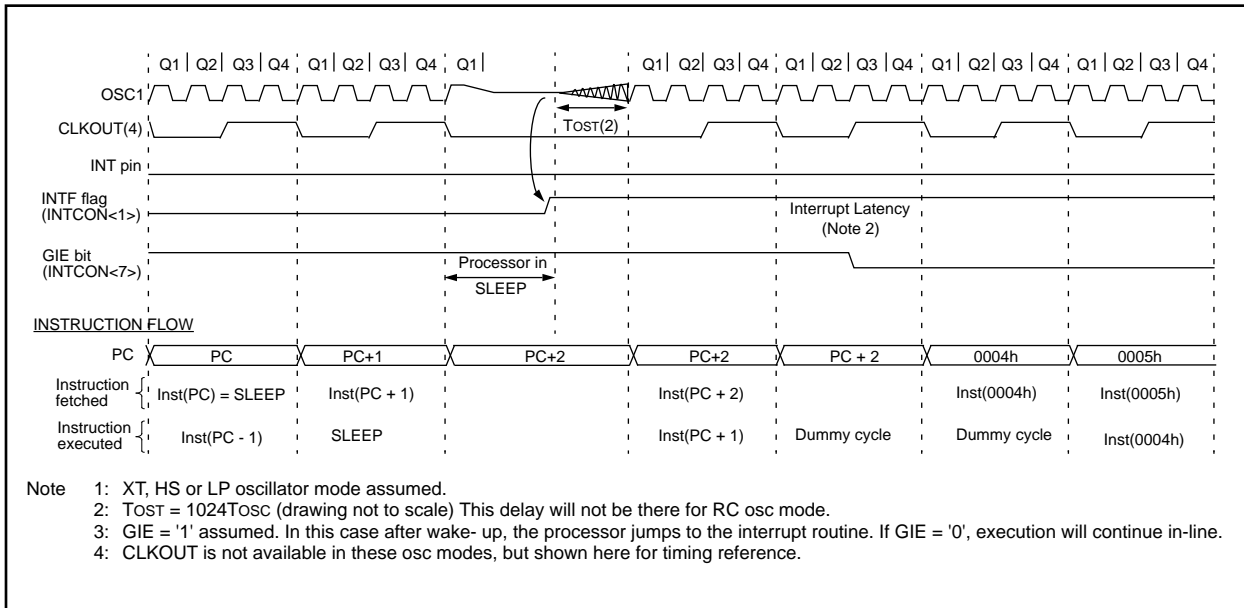 Q1 Q2 Q3 Q4 Q1 Q2 Q3 Q4 Q1 Q1 Q2 Q3 Q4 Q1 Q2 Q3 Q4 Q1 Q2 Q3 Q4 Q1 Q2 Q3 Q4
OSC1
TOST(2)
CLKOUT(4)
INT pin
INTF flag
(INTCON<1>)
Interrupt Latency
(Note 2)
GIE bit
(INTCON<7>)
Processor in
SLEEP
INSTRUCTION FLOW
PC PC PC+1 PC+2 PC+2 PC + 2 0004h 0005h
Instruction
fetched
Inst(PC) = SLEEP Inst(PC + 1) Inst(PC + 2) Inst(0004h) Inst(0005h)
Instruction
executed
Inst(PC - 1) SLEEP Inst(PC + 1) Dummy cycle Dummy cycle Inst(0004h)
Note 1: XT, HS or LP oscillator mode assumed.
2: TOST = 1024TOSC (drawing not to scale) This delay will not be there for RC osc mode.
3: GIE = '1' assumed. In this case after wake- up, the processor jumps to the interrupt routine. If GIE = '0', execution will continue in-line.
4: CLKOUT is not available in these osc modes, but shown here for timing reference.